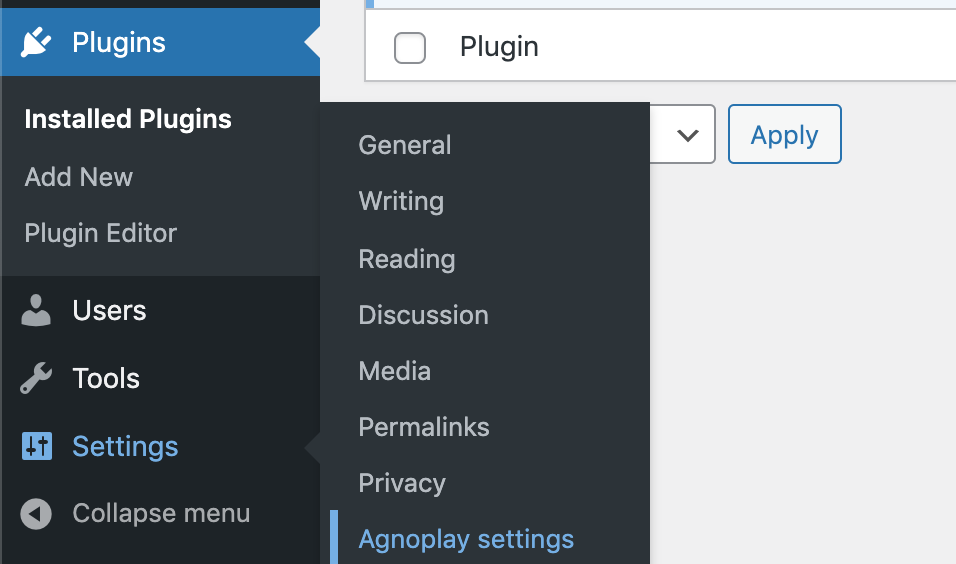 Plugins
Installed Plugins
Add New
Plugin Editor
Users
Tools
Settings
Collapse menu
General
Writing
Reading
Discussion
Media
Permalinks
Privacy
Agnoplay settings
Plugin
Apply